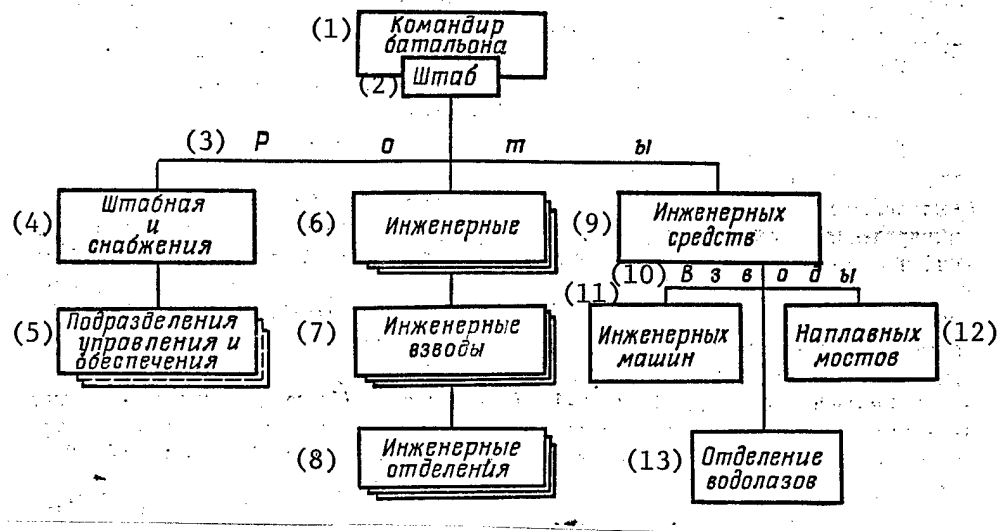 (1) Командир
батальона
(2) Штаб
(3) Р о т ы
(4) Штабная
и
снабжения
(6) Инженерные
(9) Инженерных
средств
(10) В з в о д ы
(5) Подразделения
управления и
обеспечения
(7) Инженерные
взводы
(11) Инженерных
машин
Наплавных
мостов (12)
(8) Инженерные
отделения
(13) Отделение
водолазов